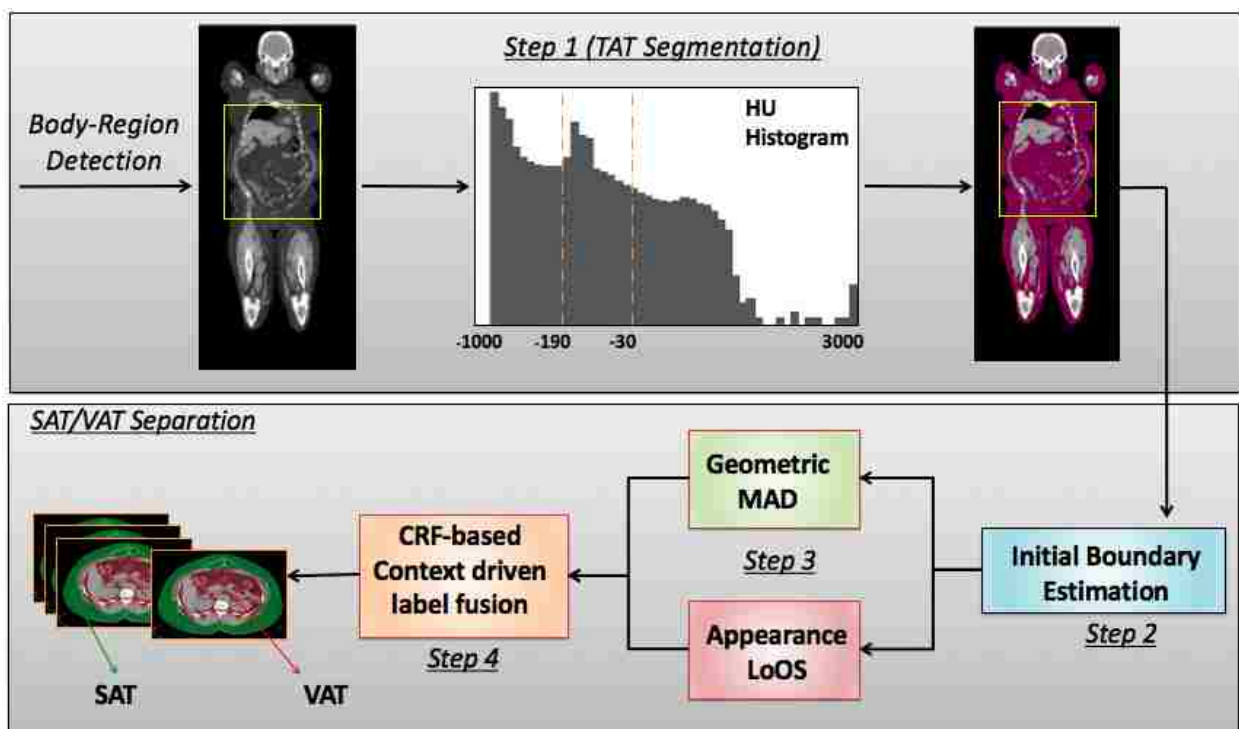 Step 1 (TAT Segmentation)
Body-Region
Detection
HU
Histogram
-1000
-190
-30
3000
SAT/VAT Separation
Geometric
MAD
Step 3
Appearance
LoOS
Initial Boundary
Estimation
Step 2
CRF-based
Context driven
label fusion
Step 4
SAT
VAT